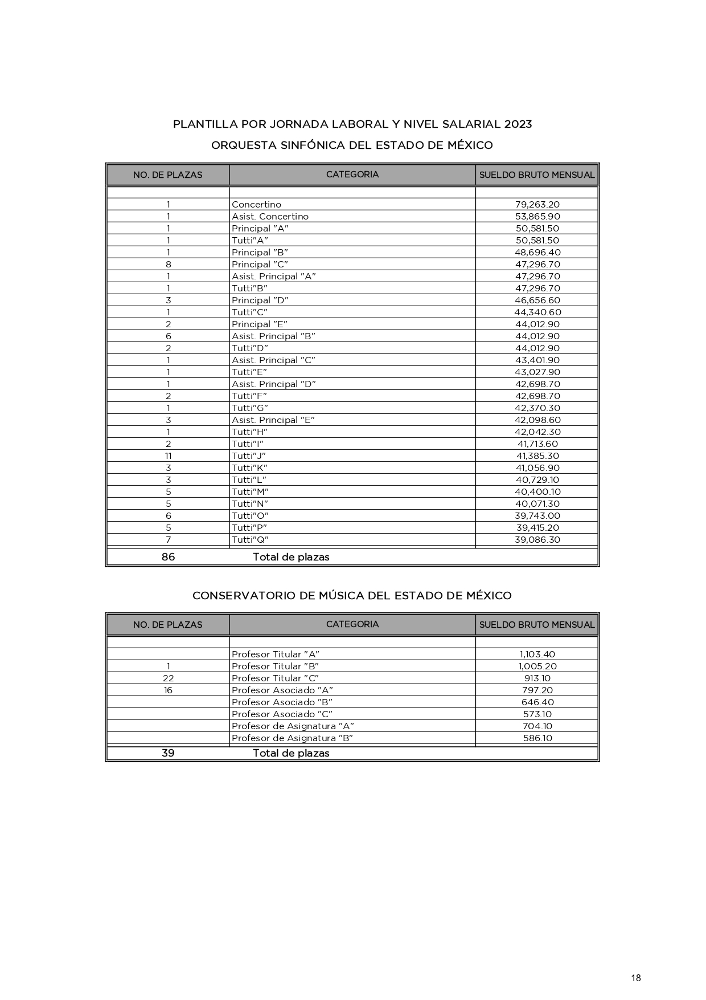 PLANTILLA POR JORNADA LABORAL Y NIVEL SALARIAL 2023
ORQUESTA SINFÓNICA DEL ESTADO DE MÉXICO
NO. DE PLAZAS CATEGORIA SUELDO BRUTO MENSUAL
1 Concertino 79,263.20
1 Asist. Concertino 53,865.90
1 Principal "A" 50,581.50
1 Tutti"A" 50,581.50
1 Principal "B" 48,696.40
8 Principal "C" 47,296.70
1 Asist. Principal "A" 47,296.70
1 Tutti"B" 47,296.70
3 Principal "D" 46,656.60
1 Tutti"C" 44,340.60
2 Principal "E" 44,012.90
6 Asist. Principal "B" 44,012.90
2 Tutti"D" 44,012.90
1 Asist. Principal "C" 43,401.90
1 Tutti"E" 43,027.90
1 Asist. Principal "D" 42,698.70
2 Tutti"F" 42,698.70
1 Tutti"G" 42,370.30
3 Asist. Principal "E" 42,098.60
1 Tutti"H" 42,042.30
2 Tutti"I" 41,713.60
11 Tutti"J" 41,385.30
3 Tutti"K" 41,056.90
3 Tutti"L" 40,729.10
5 Tutti"M" 40,400.10
5 Tutti"N" 40,071.30
6 Tutti"O" 39,743.00
5 Tutti"P" 39,415.20
7 Tutti"Q" 39,086.30
86 Total de plazas
CONSERVATORIO DE MÚSICA DEL ESTADO DE MÉXICO
NO. DE PLAZAS CATEGORIA SUELDO BRUTO MENSUAL
Profesor Titular "A" 1,103.40
1 Profesor Titular "B" 1,005.20
22 Profesor Titular "C" 913.10
16 Profesor Asociado "A" 797.20
Profesor Asociado "B" 646.40
Profesor Asociado "C" 573.10
Profesor de Asignatura "A" 704.10
Profesor de Asignatura "B" 586.10
39 Total de plazas
18